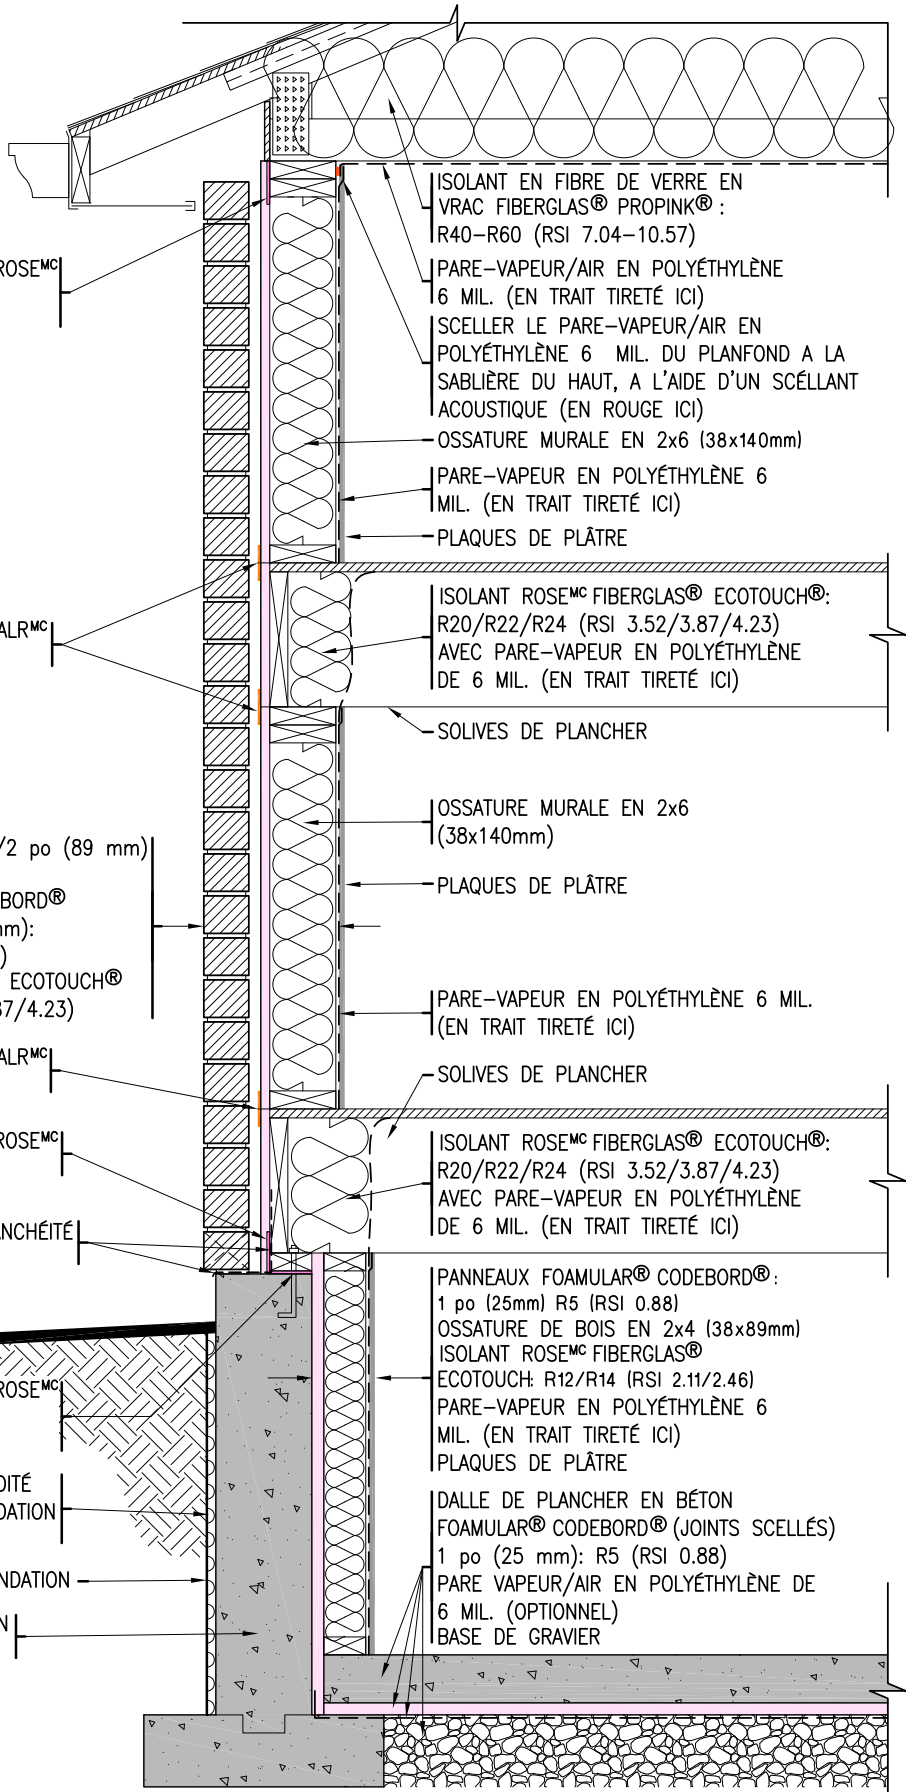 ISOLANT EN FIBRE DE VERRE EN
VRAC FIBERGLAS® PROPINK® :
R40-R60 (RSI 7.04-10.57)
PARE-VAPEUR/AIR EN POLYÉTHYLÈNE
6 MIL. (EN TRAIT TIRETÉ ICI)
SCELLER LE PARE-VAPEUR/AIR EN
POLYÉTHYLÈNE 6 MIL. DU PLANFOND A LA
SABLIÈRE DU HAUT, A L'AIDE D'UN SCÉLLANT
ACOUSTIQUE (EN ROUGE ICI)
OSSATURE MURALE EN 2x6 (38x140mm)
PARE-VAPEUR EN POLYÉTHYLÈNE 6
MIL. (EN TRAIT TIRETÉ ICI)
PLAQUES DE PLÂTRE
ISOLANT ROSEᴹᶜ FIBERGLAS® ECOTOUCH®:
R20/R22/R24 (RSI 3.52/3.87/4.23)
AVEC PARE-VAPEUR EN POLYÉTHYLÈNE
DE 6 MIL. (EN TRAIT TIRETÉ ICI)
SOLIVES DE PLANCHER
OSSATURE MURALE EN 2x6
(38x140mm)
PLAQUES DE PLÂTRE
PARE-VAPEUR EN POLYÉTHYLÈNE 6 MIL.
(EN TRAIT TIRETÉ ICI)
SOLIVES DE PLANCHER
ISOLANT ROSEᴹᶜ FIBERGLAS® ECOTOUCH®:
R20/R22/R24 (RSI 3.52/3.87/4.23)
AVEC PARE-VAPEUR EN POLYÉTHYLÈNE
DE 6 MIL. (EN TRAIT TIRETÉ ICI)
PANNEAUX FOAMULAR® CODEBORD®:
1 po (25mm) R5 (RSI 0.88)
OSSATURE DE BOIS EN 2x4 (38x89mm)
ISOLANT ROSEᴹᶜ FIBERGLAS®
ECOTOUCH: R12/R14 (RSI 2.11/2.46)
PARE-VAPEUR EN POLYÉTHYLÈNE 6
MIL. (EN TRAIT TIRETÉ ICI)
PLAQUES DE PLÂTRE
DALLE DE PLANCHER EN BÉTON
FOAMULAR® CODEBORD® (JOINTS SCELLÉS)
1 po (25 mm): R5 (RSI 0.88)
PARE VAPEUR/AIR EN POLYÉTHYLÈNE DE
6 MIL. (OPTIONNEL)
BASE DE GRAVIER
ROSEᴹᶜ
ALRᴹᶜ
/2 po (89 mm)
BORD®
mm):
)
ECOTOUCH®
87/4.23)
ALRᴹᶜ
ROSEᴹᶜ
ANCHÉITÉ
ROSEᴹᶜ
DITÉ
DATION
NDATION
N